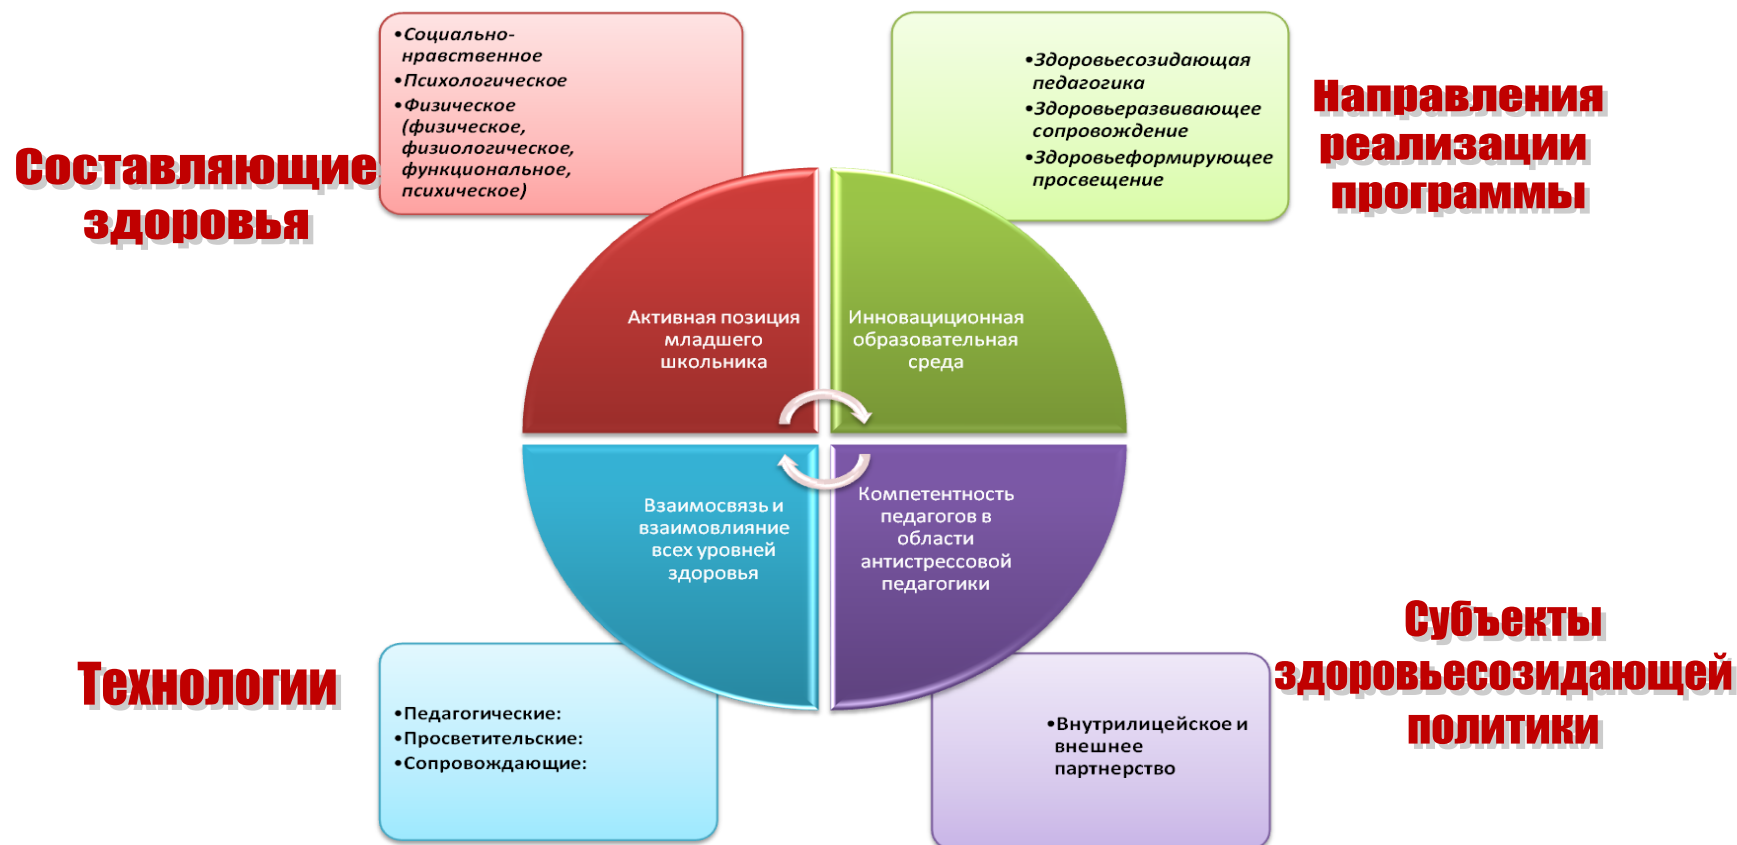 Составляющие
здоровья
•Социально-
нравственное
•Психологическое
•Физическое
(физическое,
физиологическое,
функциональное,
психическое)
•Здоровьесозидающая
педагогика
•Здоровьеразвивающее
сопровождение
•Здоровьеформирующее
просвещение
Направления
реализации
программы
Активная позиция
младшего
школьника
Инновациционная
образовательная
среда
Взаимосвязь и
взаимовлияние
всех уровней
здоровья
Компетентность
педагогов в
области
антистрессовой
педагогики
Технологии
•Педагогические:
•Просветительские:
•Сопровождающие:
•Внутрилицейское и
внешнее
партнерство
Субъекты
здоровьесозидающей
политики